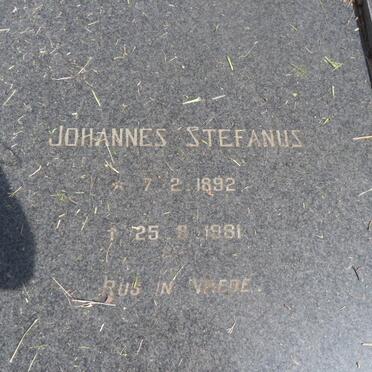 JOHANNES STEFANUS
* 7 2 1892
† 25 8 1981
RUS IN VREDE.